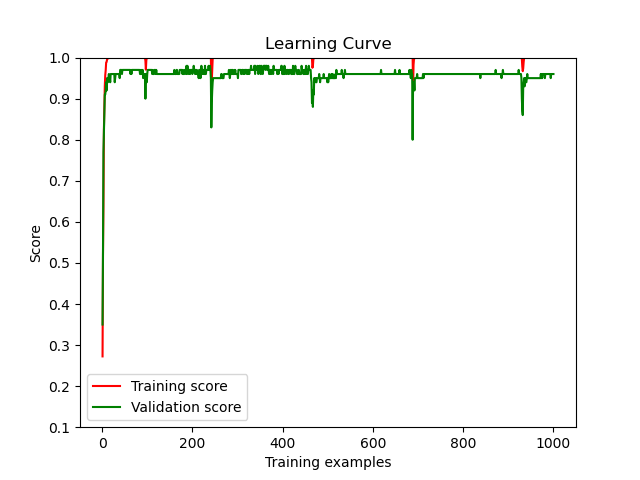 Learning Curve
1.0
0.9
0.8
0.7
0.6
0.5
0.4
0.3
0.2
0.1
Score
Training score
Validation score
0 200 400 600 800 1000
Training examples